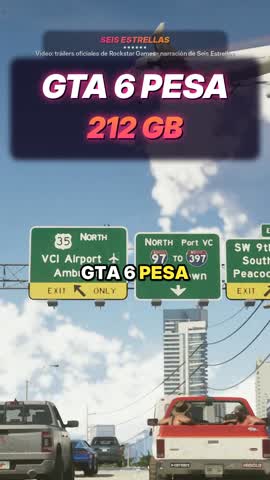 SEIS ESTRELLAS
★★★★★★
Video: tráilers oficiales de Rockstar Games · narración de Seis Estrellas
GTA 6 PESA
212 GB
35 NORTH
VCI Airport
EXIT ONLY
NORTH Port VC
97 TO 397
SW 9th
South
Peacoc
EXIT
GTA 6 PESA